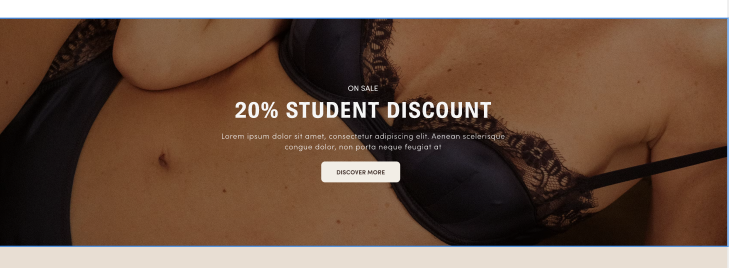 ON SALE
20% STUDENT DISCOUNT
Lorem ipsum dolor sit amet, consectetur adipiscing elit. Aenean scelerisque
congue dolor, non porta neque feugiat at
DISCOVER MORE